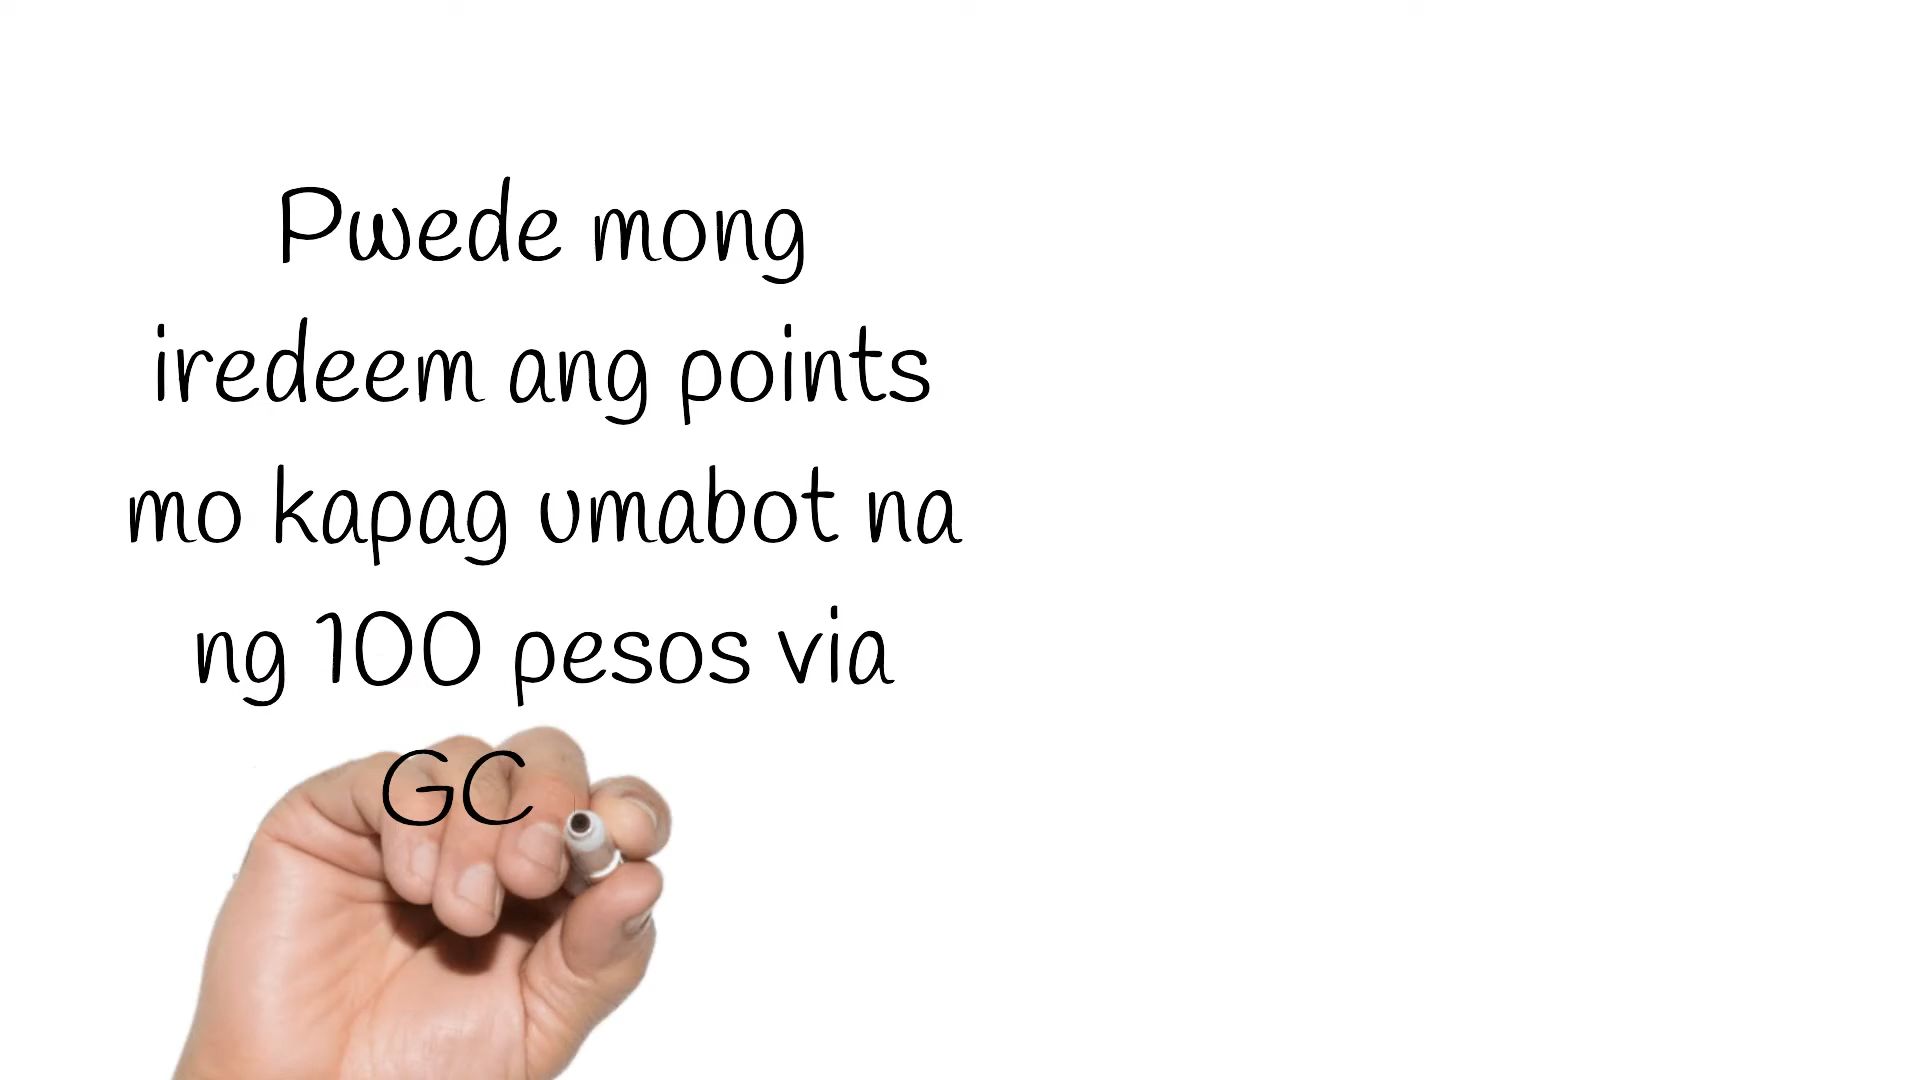 Pwede mong
iredeem ang points
mo kapag umabot na
ng 100 pesos via
GC